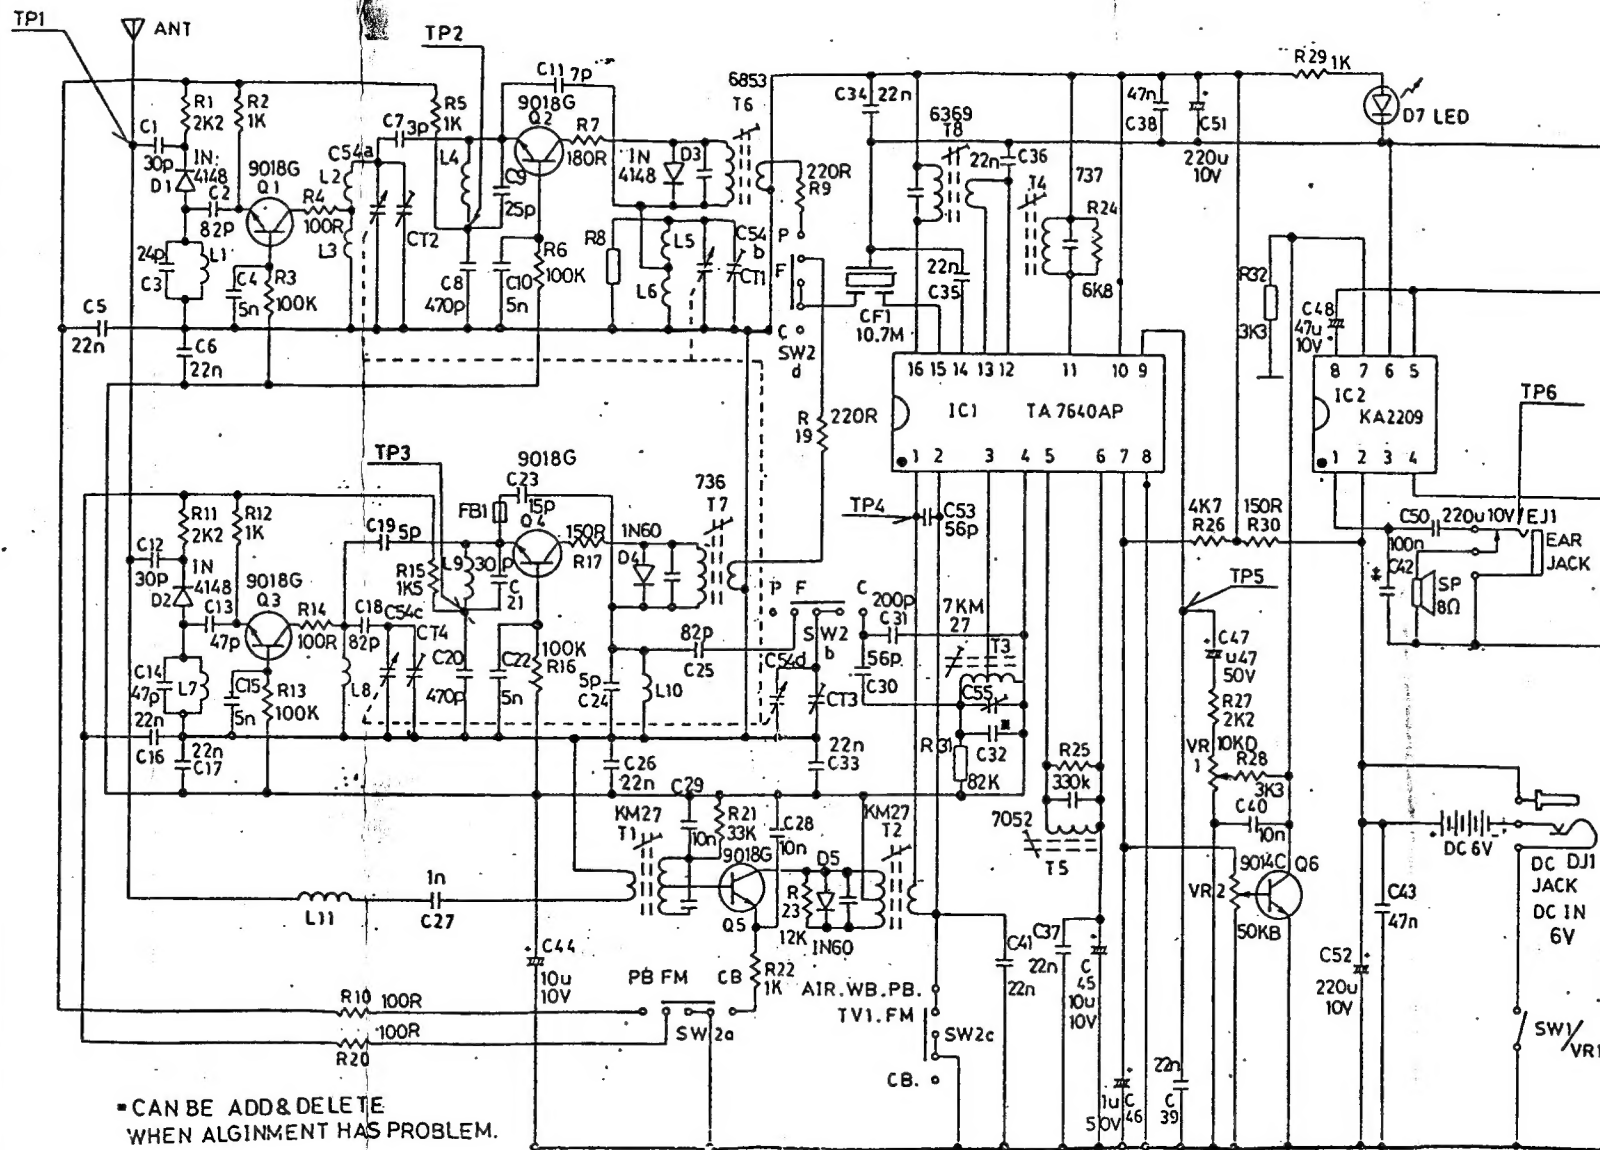 TP1
ANT
TP2
C11 7p
9018G
Q2
6853
T6
R29 1K
D7 LED
C34 22n
47n
C38
C51
220u
10V
6369
T8
22n C36
R1
2K2
R2
1K
C1
30p
1N
4148
D1
C54a
C7
3p
R5
1K
L4
R7
180R
1N
4148
D3
220R
R9
T4
737
R24
9018G
Q1
C2
82p
R4
100R
L2
L3
CT2
C9
25p
R8
L5
L6
C54
b
CT1
P
F
C
SW2
d
22n
C35
6K8
CF1
10.7M
24p
C3
L1
C4
5n
R3
100K
C8
470p
C10
5n
R6
100K
R32
3K3
C48
47u
10V
C5
22n
C6
22n
16 15 14 13 12 11 10 9
IC1 TA7640AP
1 2 3 4 5 6 7 8
8 7 6 5
IC2
KA2209
1 2 3 4
TP6
R
19
220R
TP3
9018G
C23
15p
Q4
FB1
736
T7
TP4
C53
56p
4K7
R26
150R
R30
C50 220u 10V EJ1
EAR
JACK
100n
C42
SP
8Ω
TP5
R11
2K2
R12
1K
C12
30p
1N
4148
D2
C19
5p
R15
1K5
L9
30p
C
21
150R
R17
1N60
D4
9018G
Q3
C13
47p
R14
100R
C18
82p
C54c
CT4
P F C
SW2
b
200p
C31
7KM
27
T3
82p
C25
C54d
CT3
56p
C30
C55
C32
R31
82K
C47
u47
50V
R27
2K2
C14
47p
L7
C15
5n
R13
100K
L8
C20
470p
C22
5n
100K
R16
5p
C24
L10
22n
C16
22n
C17
C26
22n
22n
C33
R25
330k
VR
1
10KD
R28
3K3
C40
10n
KM27
T1
C29
10n
R21
33K
9018G
Q5
C28
10n
D5
KM27
T2
7052
T5
9014C Q6
VR2
50KB
DC 6V
DC
JACK
DC IN
6V
DJ1
1n
C27
L11
R
23
12K
1N60
R22
1K
C41
22n
C37
22n
C
45
10u
10V
C43
47n
C52
220u
10V
C44
10u
10V
PB FM CB
SW2a
R10 100R
R20 100R
AIR.WB.PB.
TV1.FM
SW2c
CB.
1u
50V
C
46
22n
C
39
SW1/
VR1
▪CAN BE ADD & DELETE
WHEN ALGINMENT HAS PROBLEM.